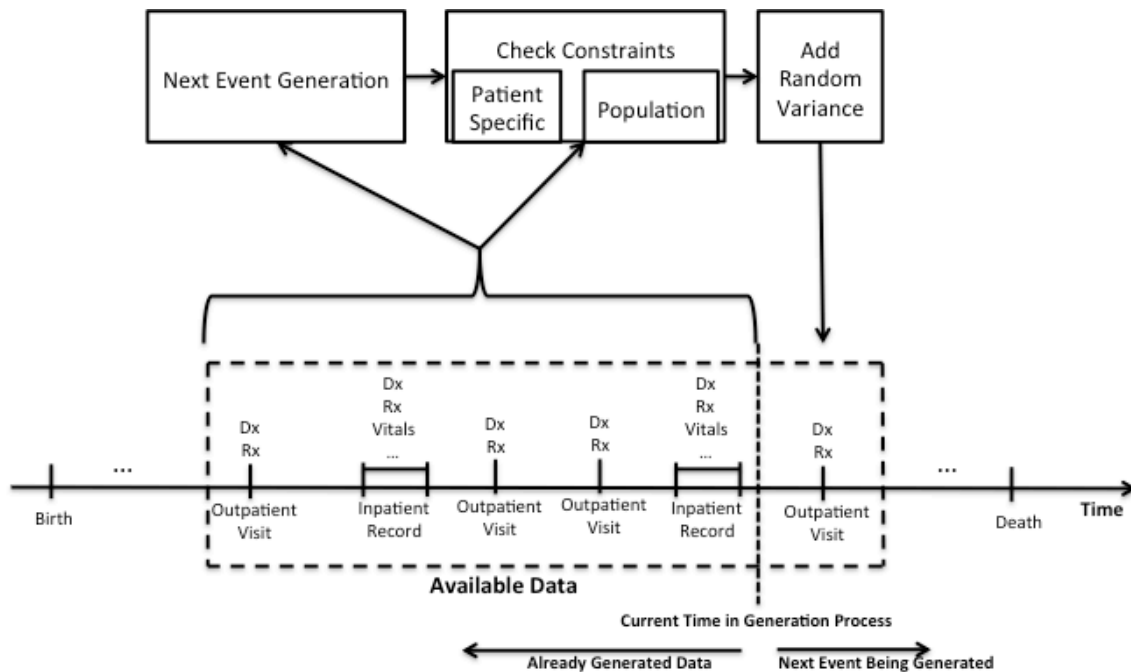 Next Event Generation
Check Constraints
Patient
Specific
Population
Add
Random
Variance
Dx
Rx
Dx
Rx
Vitals
...
Dx
Rx
Dx
Rx
Dx
Rx
Vitals
...
Dx
Rx
...
...
Birth
Outpatient
Visit
Inpatient
Record
Outpatient
Visit
Outpatient
Visit
Inpatient
Record
Outpatient
Visit
Death
Time
Available Data
Current Time in Generation Process
Already Generated Data
Next Event Being Generated